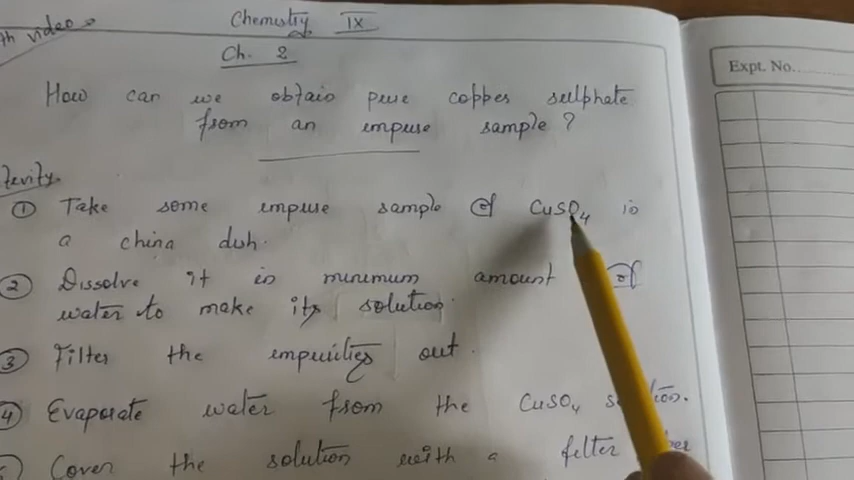 th video
Chemistry IX
Ch. 2
How can we obtain pure copper sulphate
from an impure sample ?
tevity
① Take some impure sample of CuSO4 in
a china dish.
② Dissolve it in minimum amount of
water to make its solution.
③ Filter the impurities out.
④ Evaporate water from the CuSO4
Cover the solution with a filter
Expt. No.